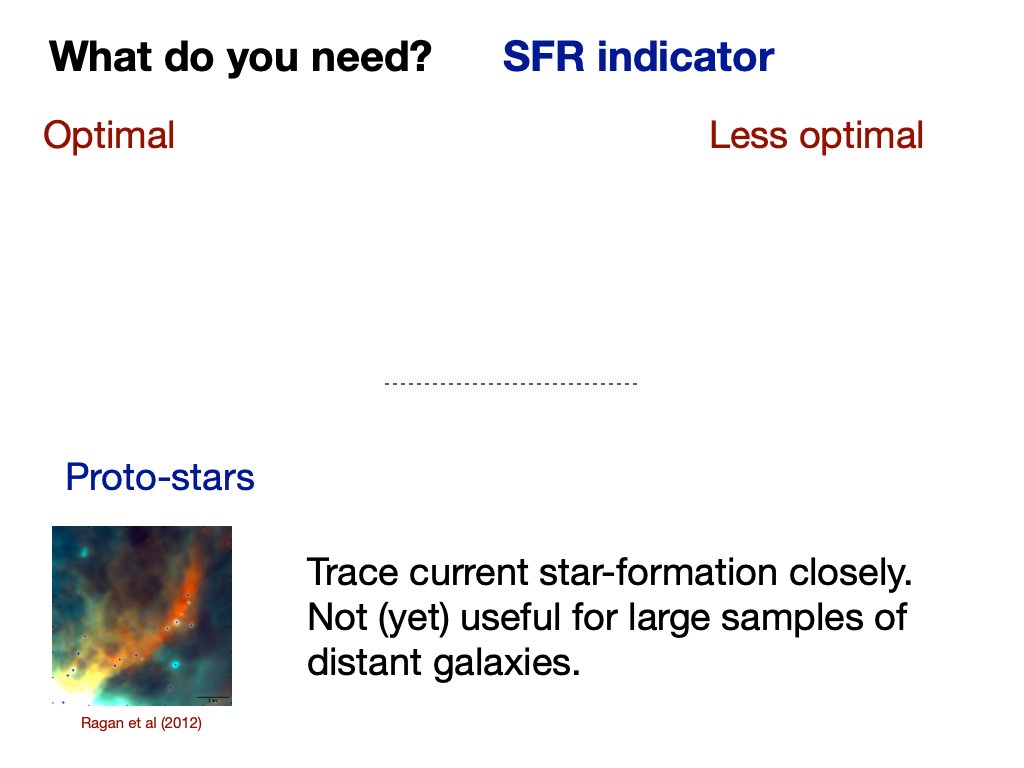 What do you need? SFR indicator
Optimal Less optimal
Proto-stars
Trace current star-formation closely.
Not (yet) useful for large samples of
distant galaxies.
Ragan et al (2012)